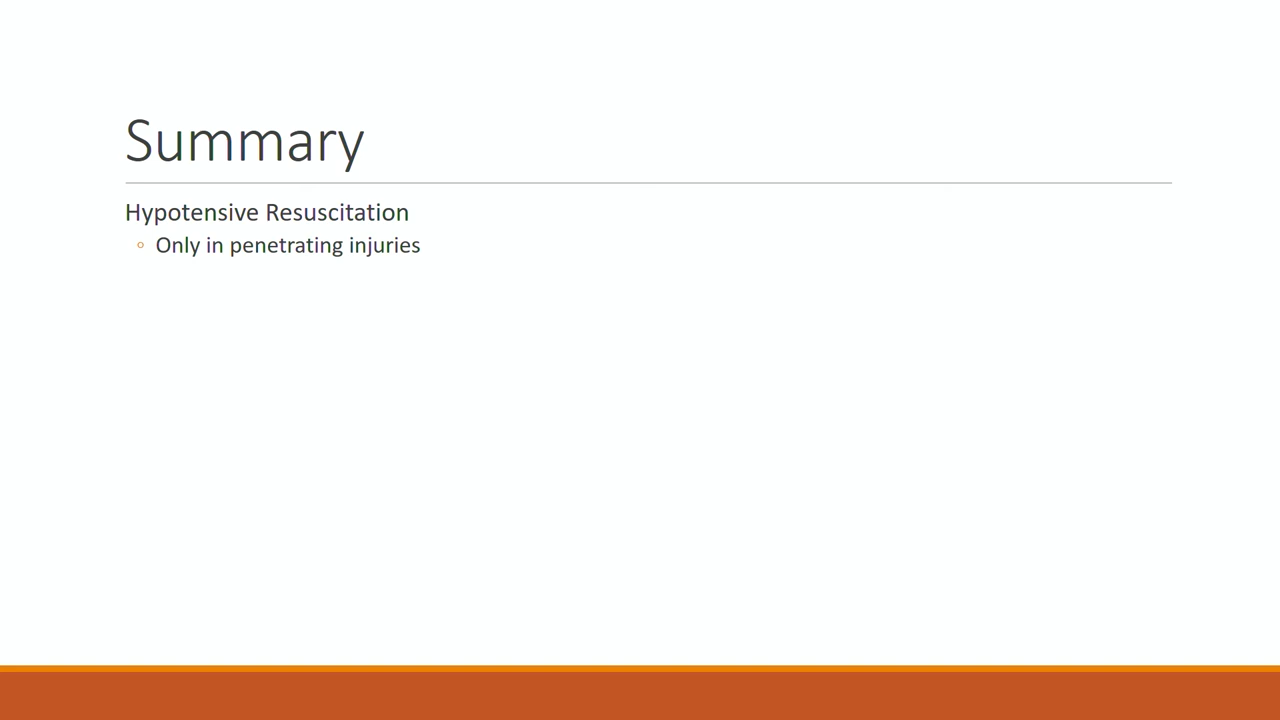 Summary
Hypotensive Resuscitation
◦ Only in penetrating injuries